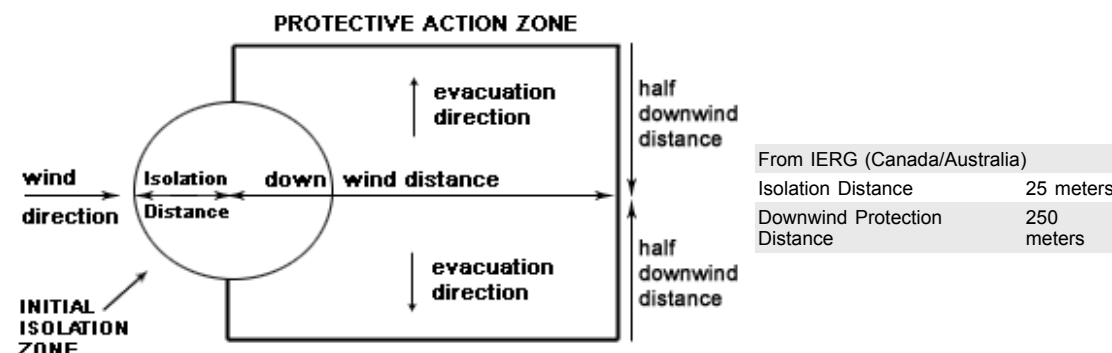 PROTECTIVE ACTION ZONE
evacuation
direction
half
downwind
distance
wind
direction
Isolation
Distance
down wind distance
evacuation
direction
half
downwind
distance
INITIAL
ISOLATION
ZONE
From IERG (Canada/Australia)
Isolation Distance 25 meters
Downwind Protection 250
Distance meters